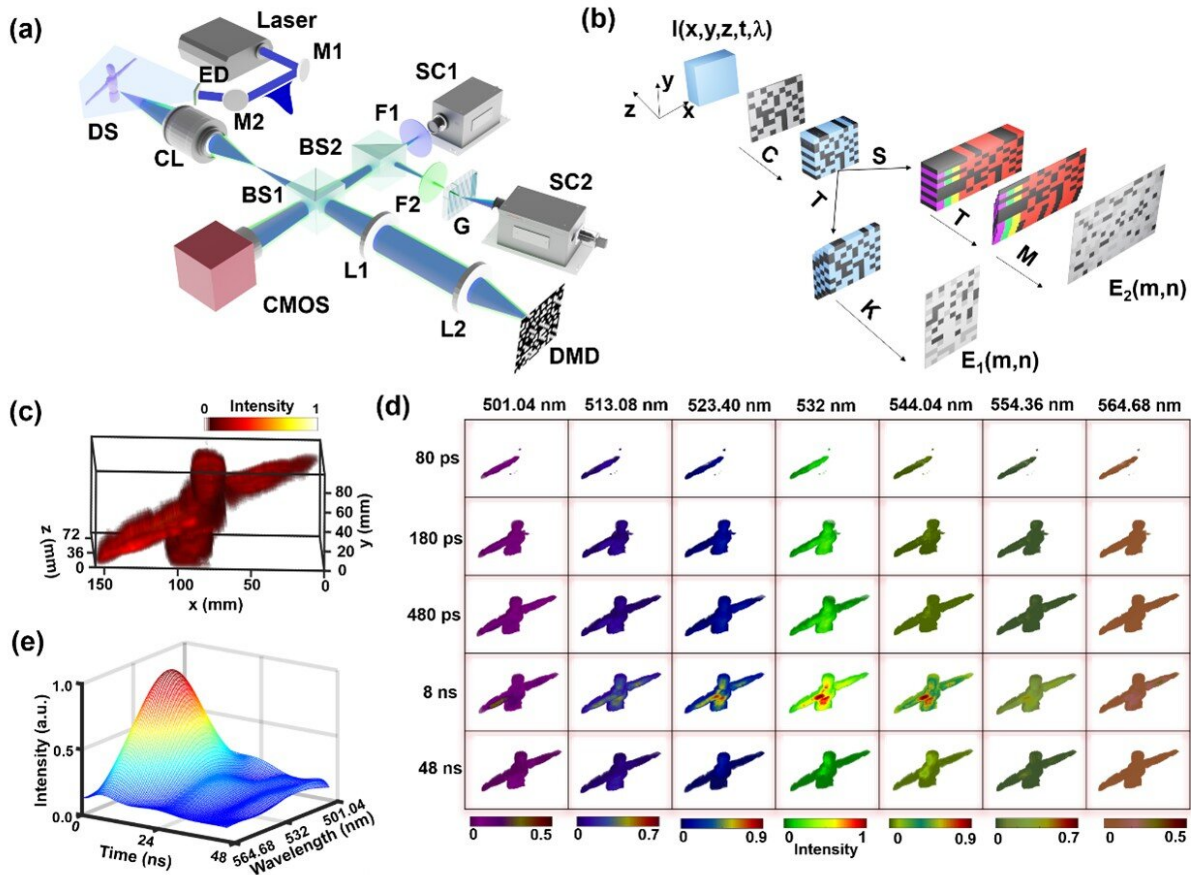 (a)
Laser
M1
ED
M2
DS
CL
SC1
F1
BS2
BS1
F2
G
SC2
L1
L2
CMOS
DMD
(b)
I(x,y,z,t,λ)
y
z
x
C
S
T
T
M
K
E2(m,n)
E1(m,n)
(c)
0 Intensity 1
z (mm)
72
36
0
150 100 50 0
x (mm)
80
60
40
20
0
y (mm)
(d)
501.04 nm 513.08 nm 523.40 nm 532 nm 544.04 nm 554.36 nm 564.68 nm
80 ps
180 ps
480 ps
8 ns
48 ns
0 0.5 0 0.7 0 0.9 0 1 0 0.9 0 0.7 0 0.5
Intensity
(e)
Intensity (a.u.)
1.0
0.5
0.0
0 24 48
Time (ns)
564.68 532 501.04
Wavelength (nm)